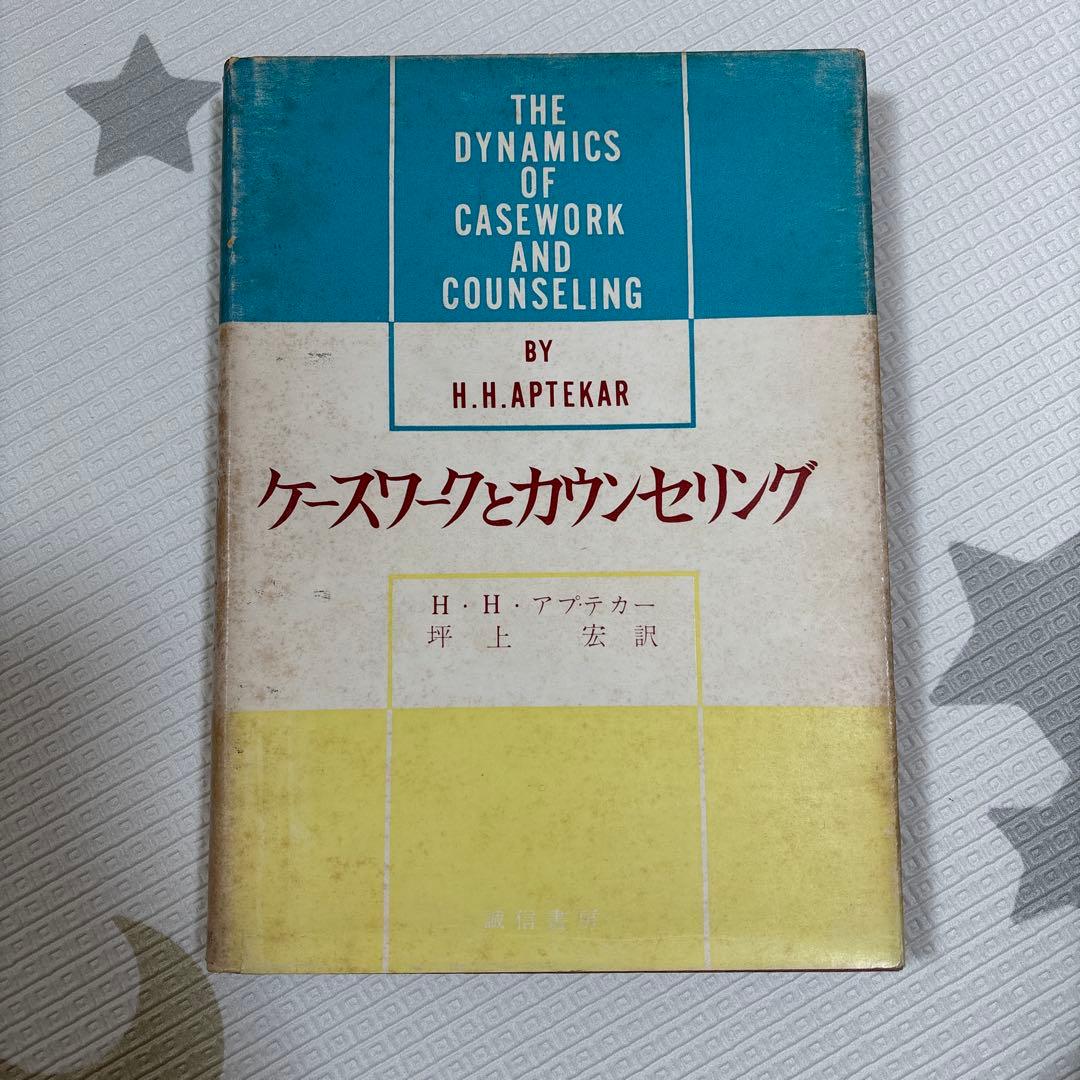 THE
DYNAMICS
OF
CASEWORK
AND
COUNSELING
BY
H.H.APTEKAR
ケースワークとカウンセリング
H・H・アプテカー
坪上 宏 訳
誠信書房